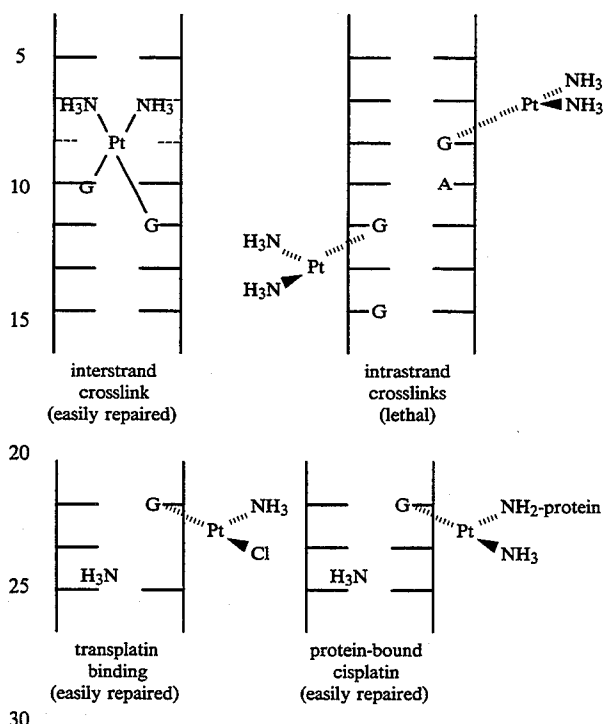 5
H₃N NH₃
Pt
G
G
10
15
interstrand
crosslink
(easily repaired)
NH₃
Pt NH₃
G
A
H₃N G
Pt
H₃N
G
intrastrand
crosslinks
(lethal)
20
G NH₃
Pt
Cl
H₃N
25
transplatin
binding
(easily repaired)
G NH₂-protein
Pt
NH₃
H₃N
protein-bound
cisplatin
(easily repaired)
30